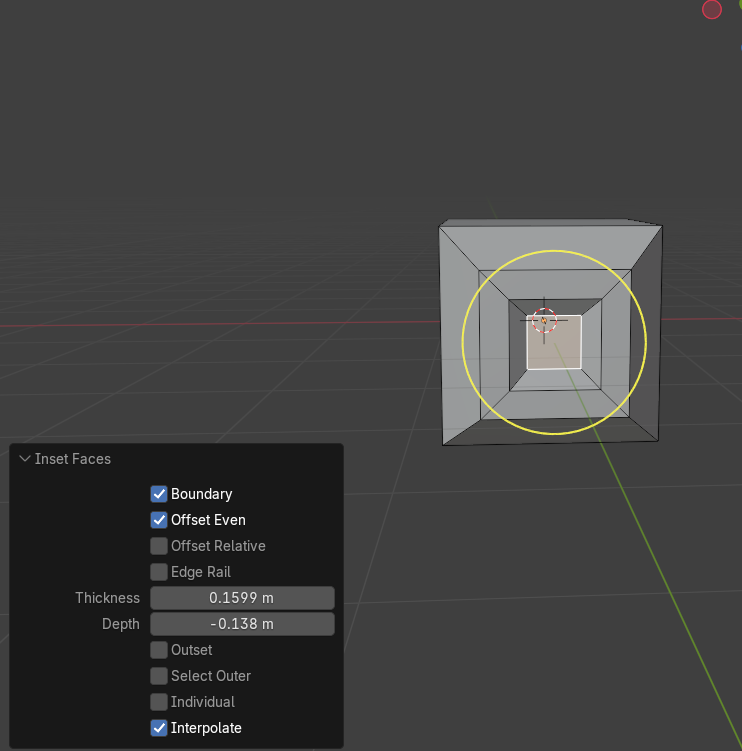 Inset Faces
Boundary
Offset Even
Offset Relative
Edge Rail
Thickness 0.1599 m
Depth -0.138 m
Outset
Select Outer
Individual
Interpolate